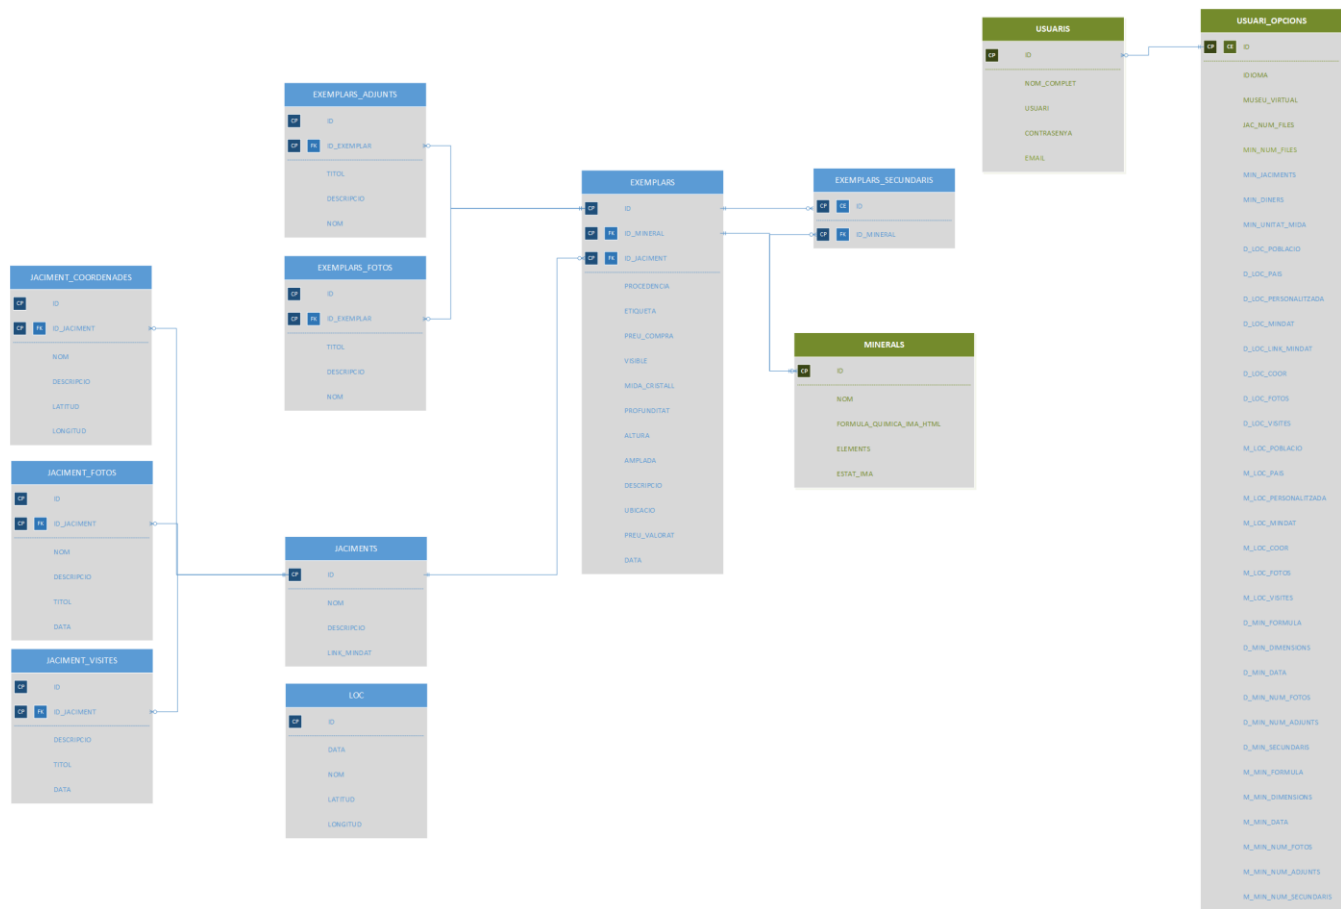 USUARIS
CP ID
NOM_COMPLET
USUARI
CONTRASENYA
EMAIL
USUARI_OPCIONS
CP CE ID
IDIOMA
MUSEU_VIRTUAL
JAC_NUM_FILES
MIN_NUM_FILES
MIN_JACIMENTS
MIN_DINERS
MIN_UNITAT_MIDA
D_LOC_POBLACIO
D_LOC_PAIS
D_LOC_PERSONALITZADA
D_LOC_MINDAT
D_LOC_LINK_MINDAT
D_LOC_COOR
D_LOC_FOTOS
D_LOC_VISITES
M_LOC_POBLACIO
M_LOC_PAIS
M_LOC_PERSONALITZADA
M_LOC_MINDAT
M_LOC_COOR
M_LOC_FOTOS
M_LOC_VISITES
D_MIN_FORMULA
D_MIN_DIMENSIONS
D_MIN_DATA
D_MIN_NUM_FOTOS
D_MIN_NUM_ADJUNTS
D_MIN_SECUNDARIS
M_MIN_FORMULA
M_MIN_DIMENSIONS
M_MIN_DATA
M_MIN_NUM_FOTOS
M_MIN_NUM_ADJUNTS
M_MIN_NUM_SECUNDARIS
EXEMPLARS_ADJUNTS
CP ID
CP FK ID_EXEMPLAR
TITOL
DESCRIPCIO
NOM
EXEMPLARS_FOTOS
CP ID
CP FK ID_EXEMPLAR
TITOL
DESCRIPCIO
NOM
EXEMPLARS
CP ID
CP FK ID_MINERAL
CP FK ID_JACIMENT
PROCEDENCIA
ETIQUETA
PREU_COMPRA
VISIBLE
MIDA_CRISTALL
PROFUNDITAT
ALTURA
AMPLADA
DESCRIPCIO
UBICACIO
PREU_VALORAT
DATA
EXEMPLARS_SECUNDARIS
CP CE ID
CP FK ID_MINERAL
MINERALS
CP ID
NOM
FORMULA_QUIMICA_IMA_HTML
ELEMENTS
ESTAT_IMA
JACIMENT_COORDENADES
CP ID
CP FK ID_JACIMENT
NOM
DESCRIPCIO
LATITUD
LONGITUD
JACIMENT_FOTOS
CP ID
CP FK ID_JACIMENT
NOM
DESCRIPCIO
TITOL
DATA
JACIMENT_VISITES
CP ID
CP FK ID_JACIMENT
DESCRIPCIO
TITOL
DATA
JACIMENTS
CP ID
NOM
DESCRIPCIO
LINK_MINDAT
LOC
CP ID
DATA
NOM
LATITUD
LONGITUD